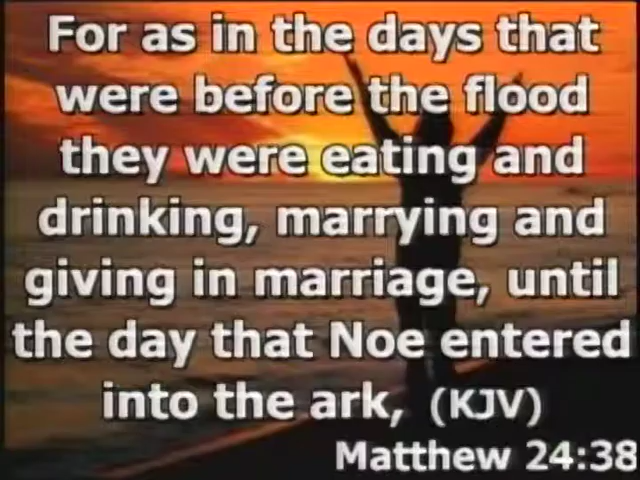 For as in the days that
were before the flood
they were eating and
drinking, marrying and
giving in marriage, until
the day that Noe entered
into the ark, (KJV)
Matthew 24:38